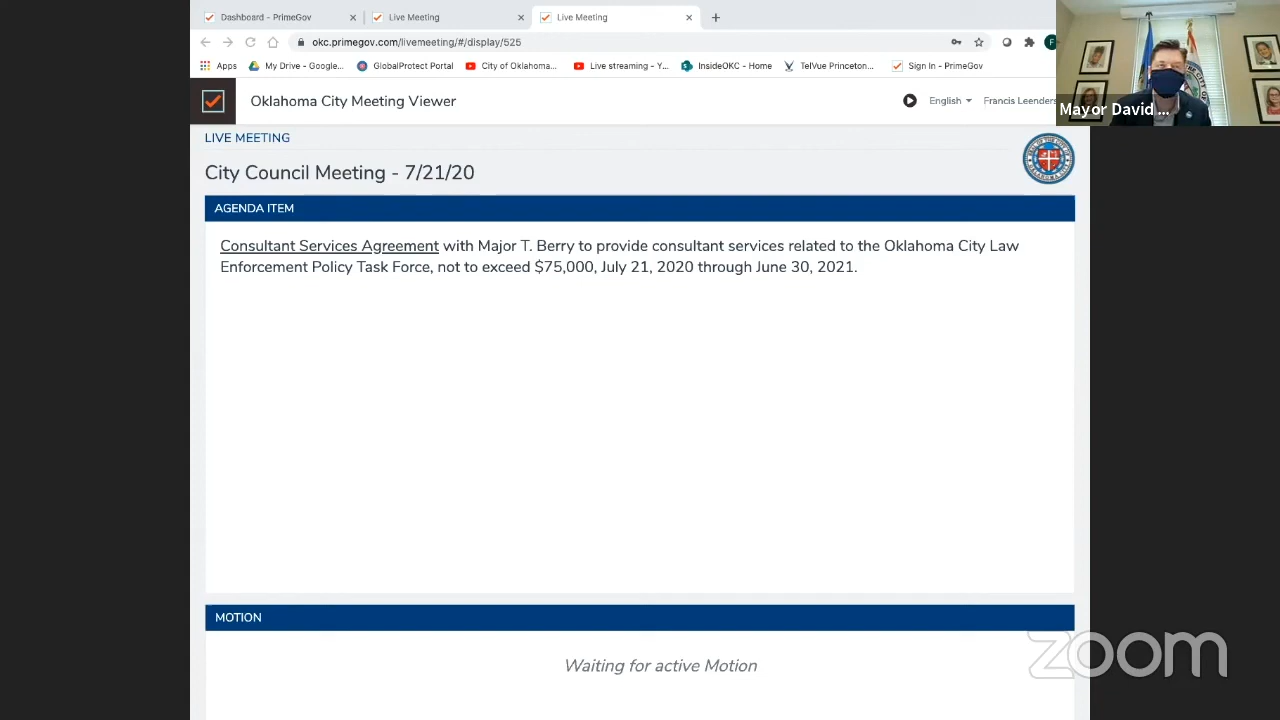 Dashboard - PrimeGov
Live Meeting
Live Meeting
okc.primegov.com/livemeeting/#/display/525
F
Apps
My Drive - Google...
GlobalProtect Portal
City of Oklahoma...
Live streaming - Y...
InsideOKC - Home
TelVue Princeton...
Sign In - PrimeGov
Oklahoma City Meeting Viewer
English
Francis Leenders
Mayor David ...
LIVE MEETING
City Council Meeting - 7/21/20
AGENDA ITEM
Consultant Services Agreement with Major T. Berry to provide consultant services related to the Oklahoma City Law
Enforcement Policy Task Force, not to exceed $75,000, July 21, 2020 through June 30, 2021.
MOTION
Waiting for active Motion
zoom